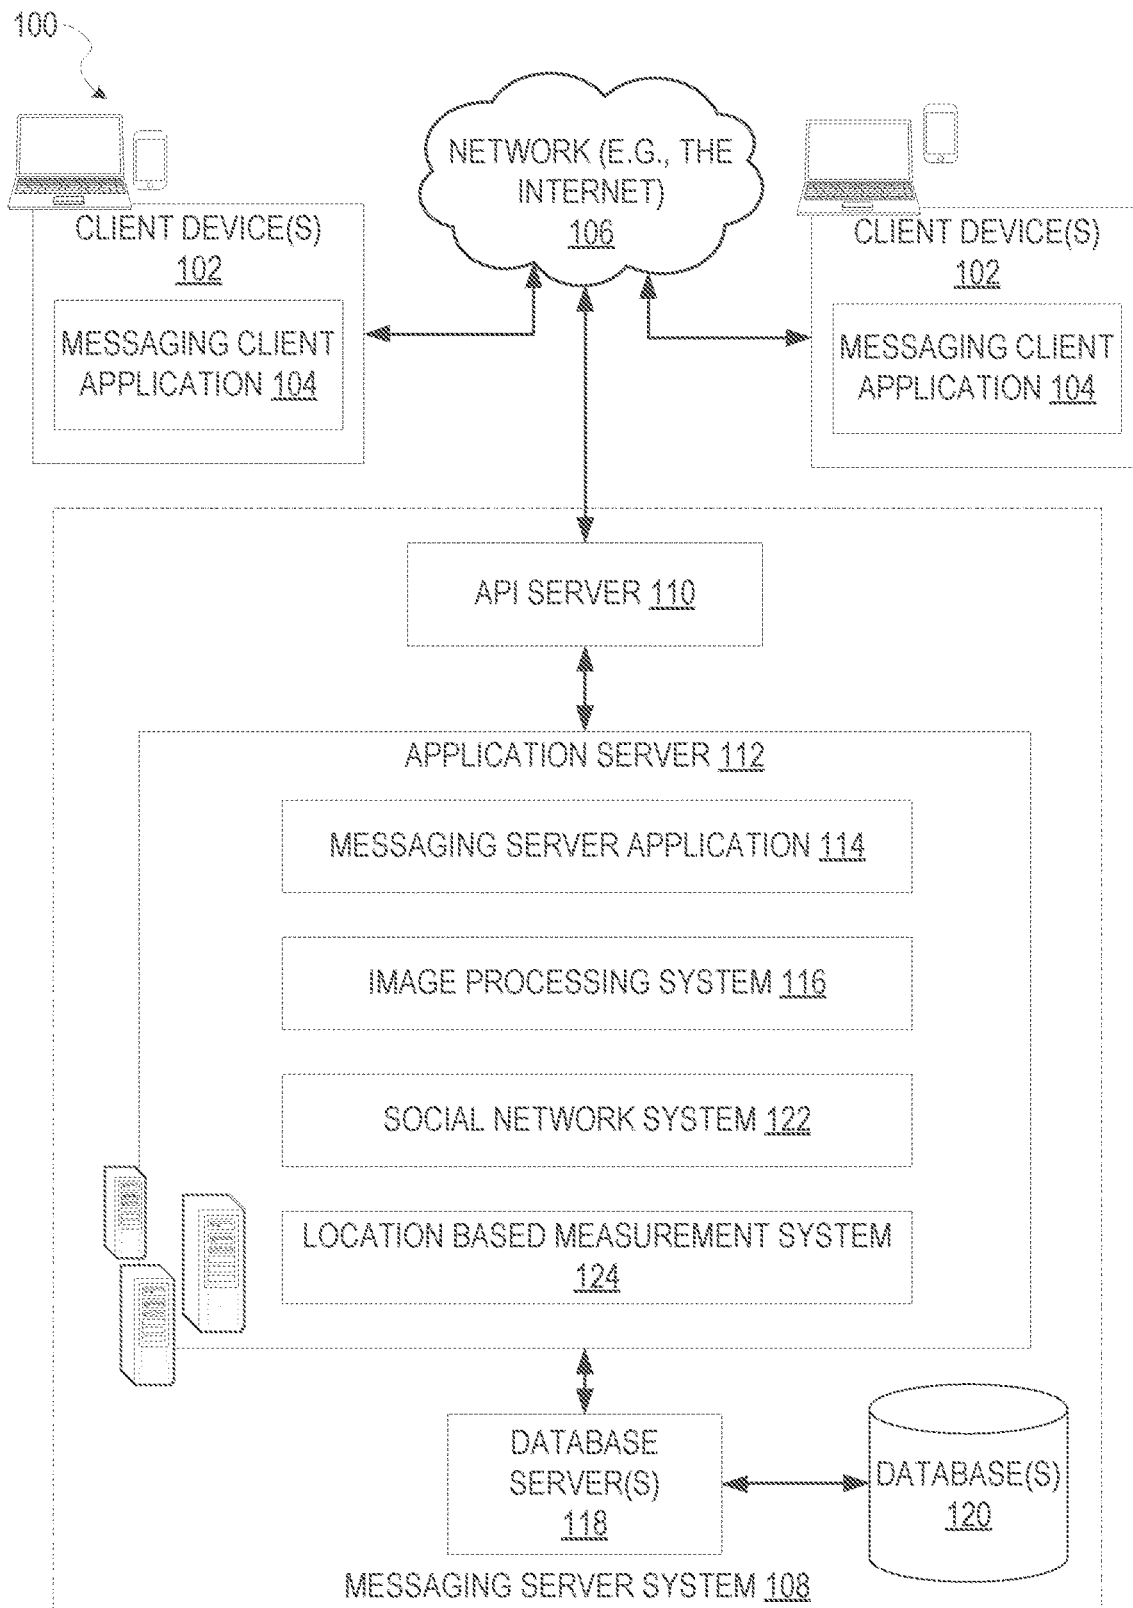 100
NETWORK (E.G., THE
INTERNET)
106
CLIENT DEVICE(S)
102
MESSAGING CLIENT
APPLICATION 104
CLIENT DEVICE(S)
102
MESSAGING CLIENT
APPLICATION 104
API SERVER 110
APPLICATION SERVER 112
MESSAGING SERVER APPLICATION 114
IMAGE PROCESSING SYSTEM 116
SOCIAL NETWORK SYSTEM 122
LOCATION BASED MEASUREMENT SYSTEM
124
DATABASE
SERVER(S)
118
DATABASE(S)
120
MESSAGING SERVER SYSTEM 108